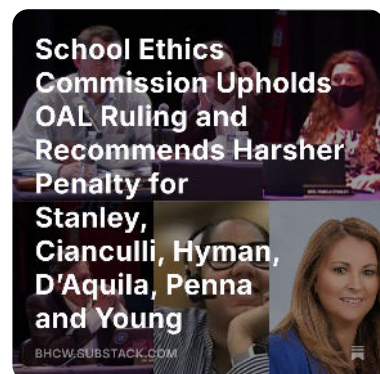 School Ethics
Commission Upholds
OAL Ruling and
Recommends Harsher
Penalty for
Stanley,
Cianculli, Hyman,
D’Aquila, Penna
and Young
BHCW.SUBSTACK.COM